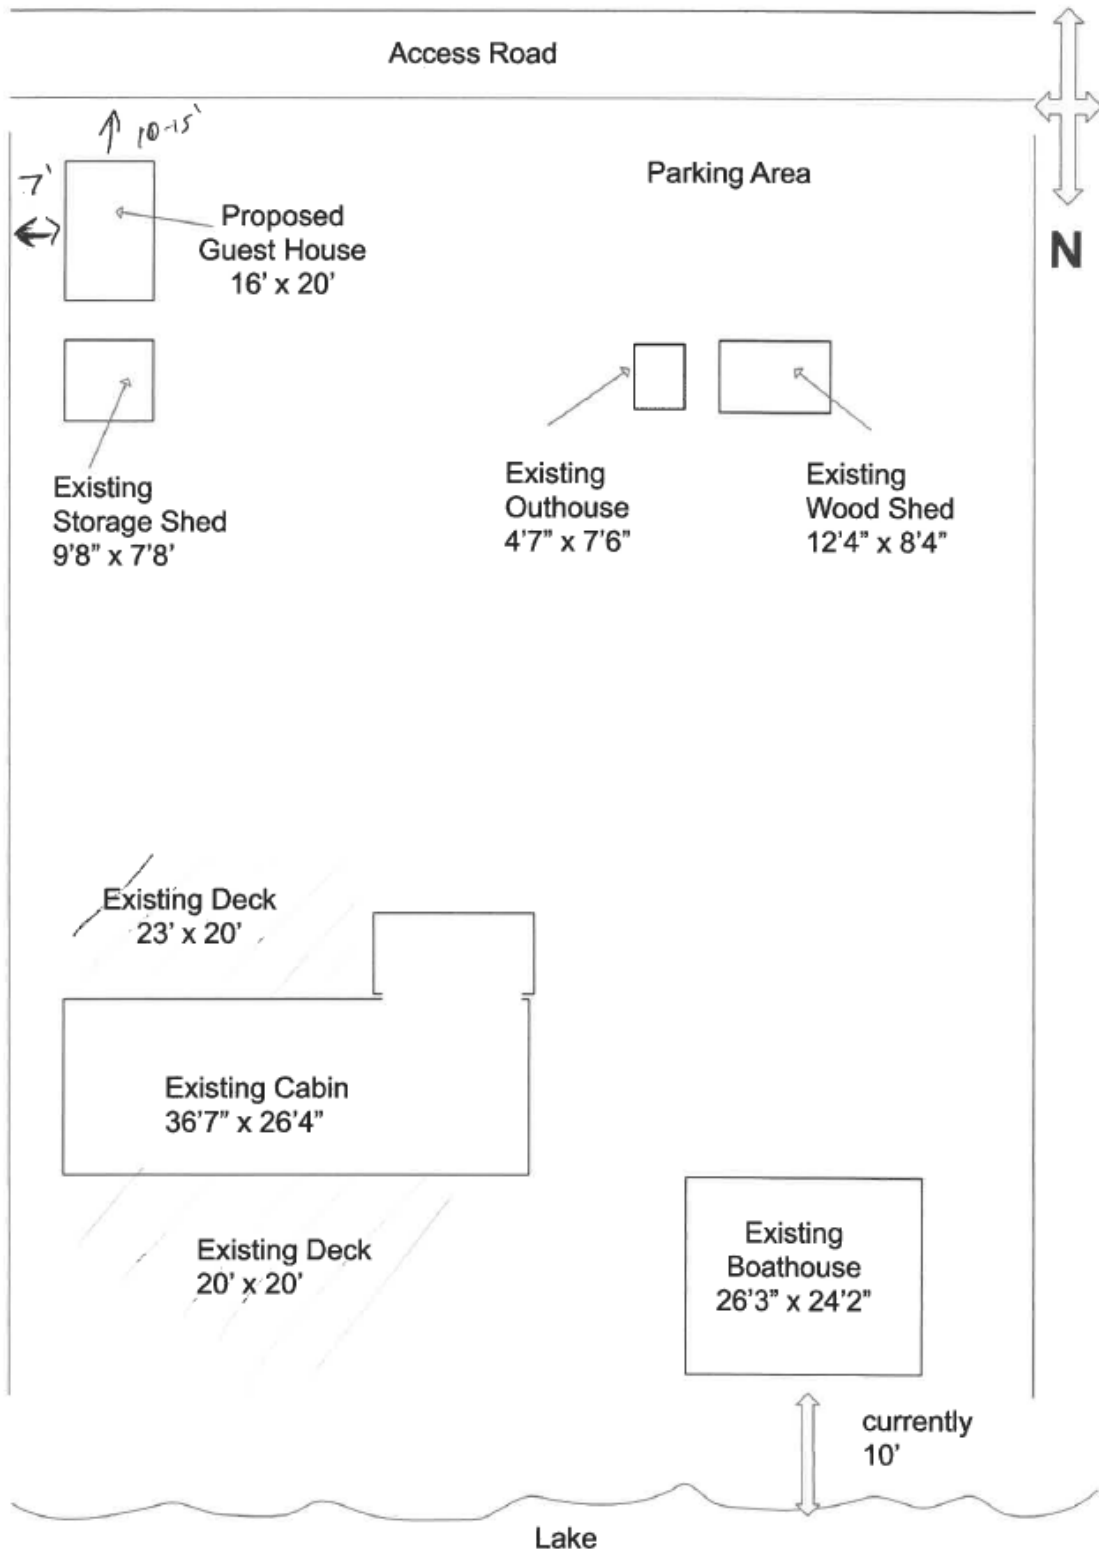 Access Road
10-15'
7'
Parking Area
Proposed
Guest House
16’ x 20’
N
Existing
Storage Shed
9’8” x 7’8’
Existing
Outhouse
4’7” x 7’6”
Existing
Wood Shed
12’4” x 8’4”
Existing Deck
23’ x 20’
Existing Cabin
36’7” x 26’4”
Existing Deck
20’ x 20’
Existing
Boathouse
26’3” x 24’2”
currently
10’
Lake